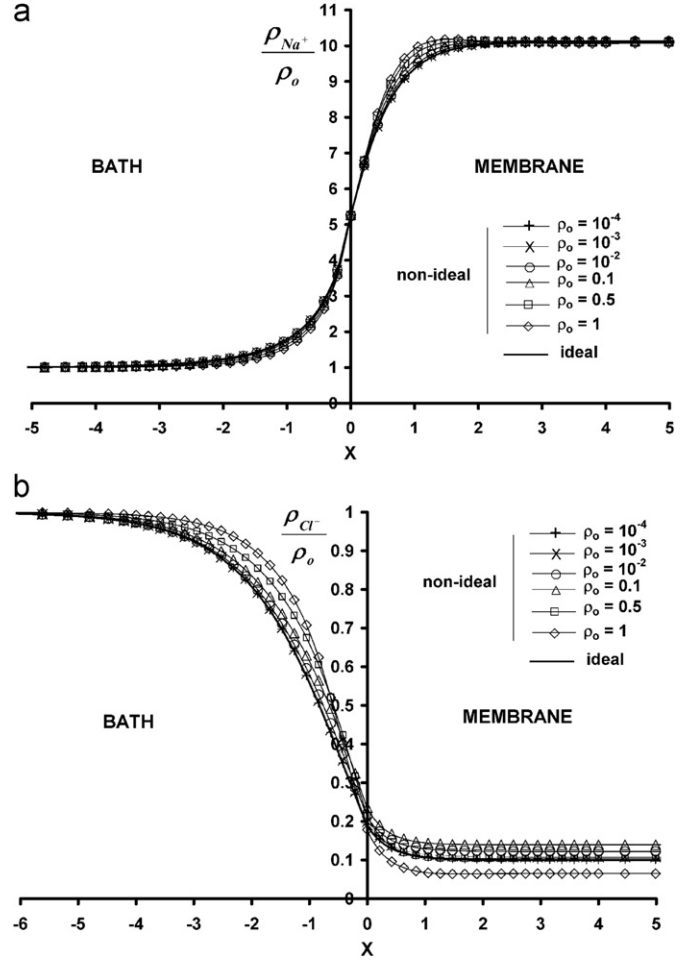 a
ρNa⁺
ρo
11
10
9
8
7
6
5
4
3
2
1
0
BATH
MEMBRANE
non-ideal
ρo = 10⁻⁴
ρo = 10⁻³
ρo = 10⁻²
ρo = 0.1
ρo = 0.5
ρo = 1
ideal
-5 -4 -3 -2 -1 0 1 2 3 4 5
X
b
ρCl⁻
ρo
1
0.9
0.8
0.7
0.6
0.5
0.4
0.3
0.2
0.1
0
BATH
MEMBRANE
non-ideal
ρo = 10⁻⁴
ρo = 10⁻³
ρo = 10⁻²
ρo = 0.1
ρo = 0.5
ρo = 1
ideal
-6 -5 -4 -3 -2 -1 0 1 2 3 4 5
X